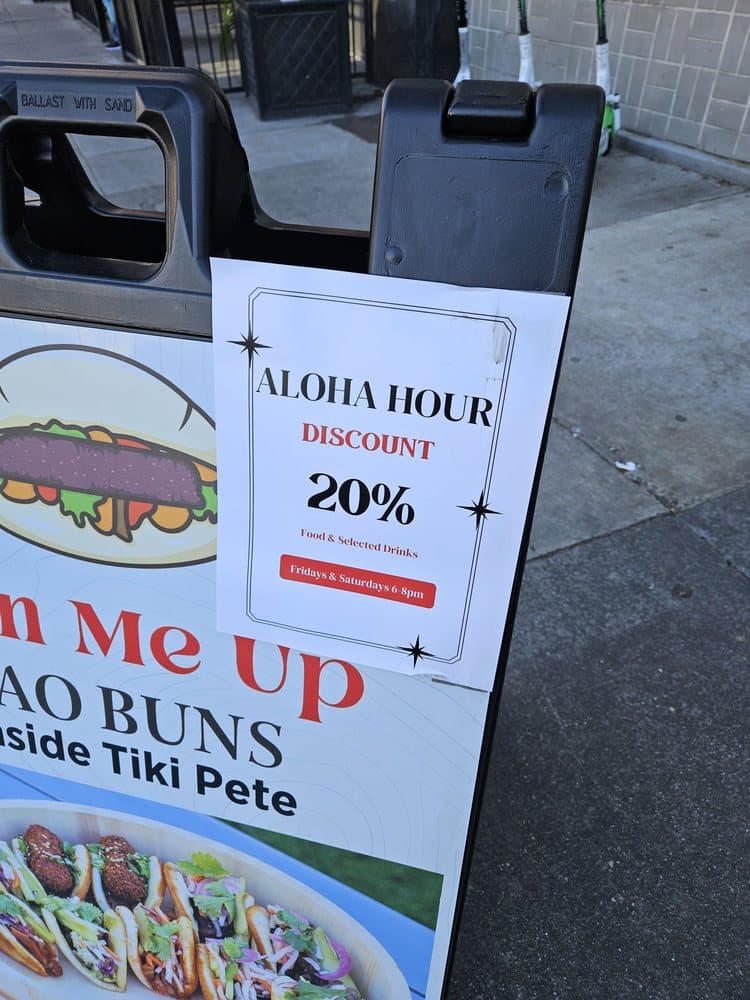 BALLAST WITH SAND
ALOHA HOUR
DISCOUNT
20%
Food & Selected Drinks
Fridays & Saturdays 6-8pm
n Me Up
AO BUNS
nside Tiki Pete